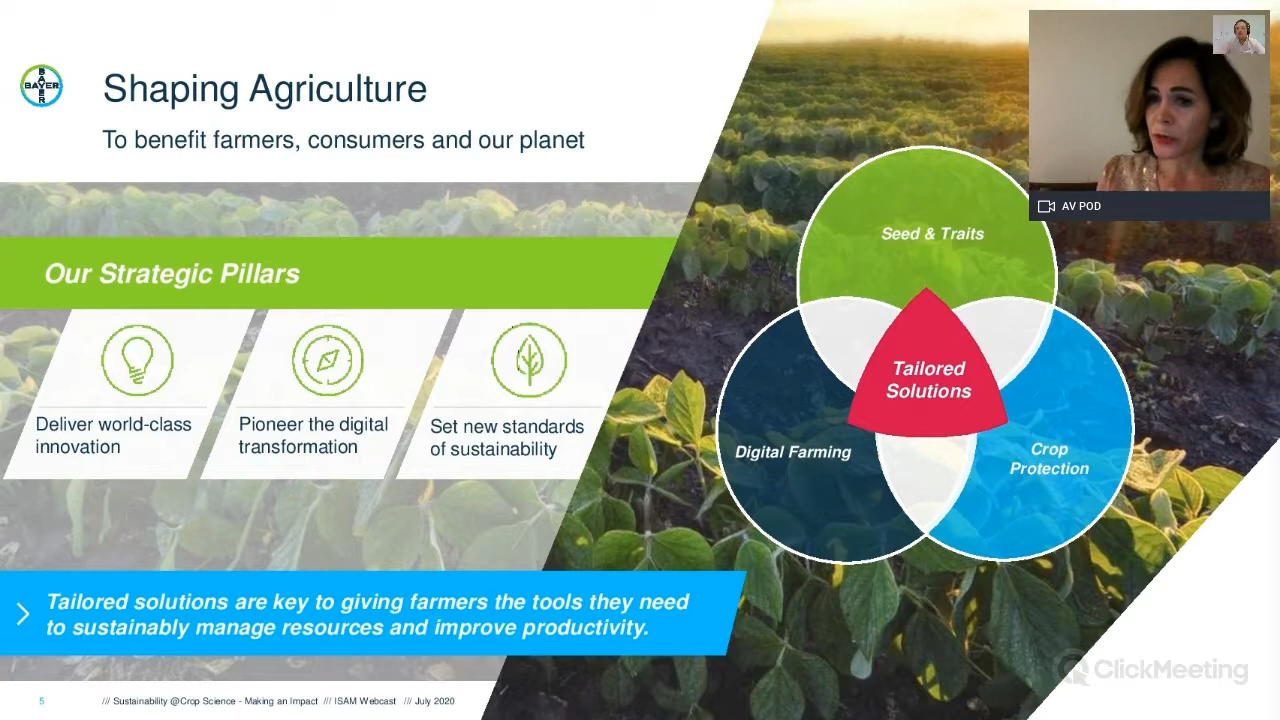 BAYER
BAYER
Shaping Agriculture
To benefit farmers, consumers and our planet
Our Strategic Pillars
Deliver world-class
innovation
Pioneer the digital
transformation
Set new standards
of sustainability
Tailored solutions are key to giving farmers the tools they need
to sustainably manage resources and improve productivity.
5
/// Sustainability @Crop Science - Making an Impact /// ISAM Webcast /// July 2020
AV POD
Seed & Traits
Tailored
Solutions
Digital Farming
Crop
Protection
ClickMeeting